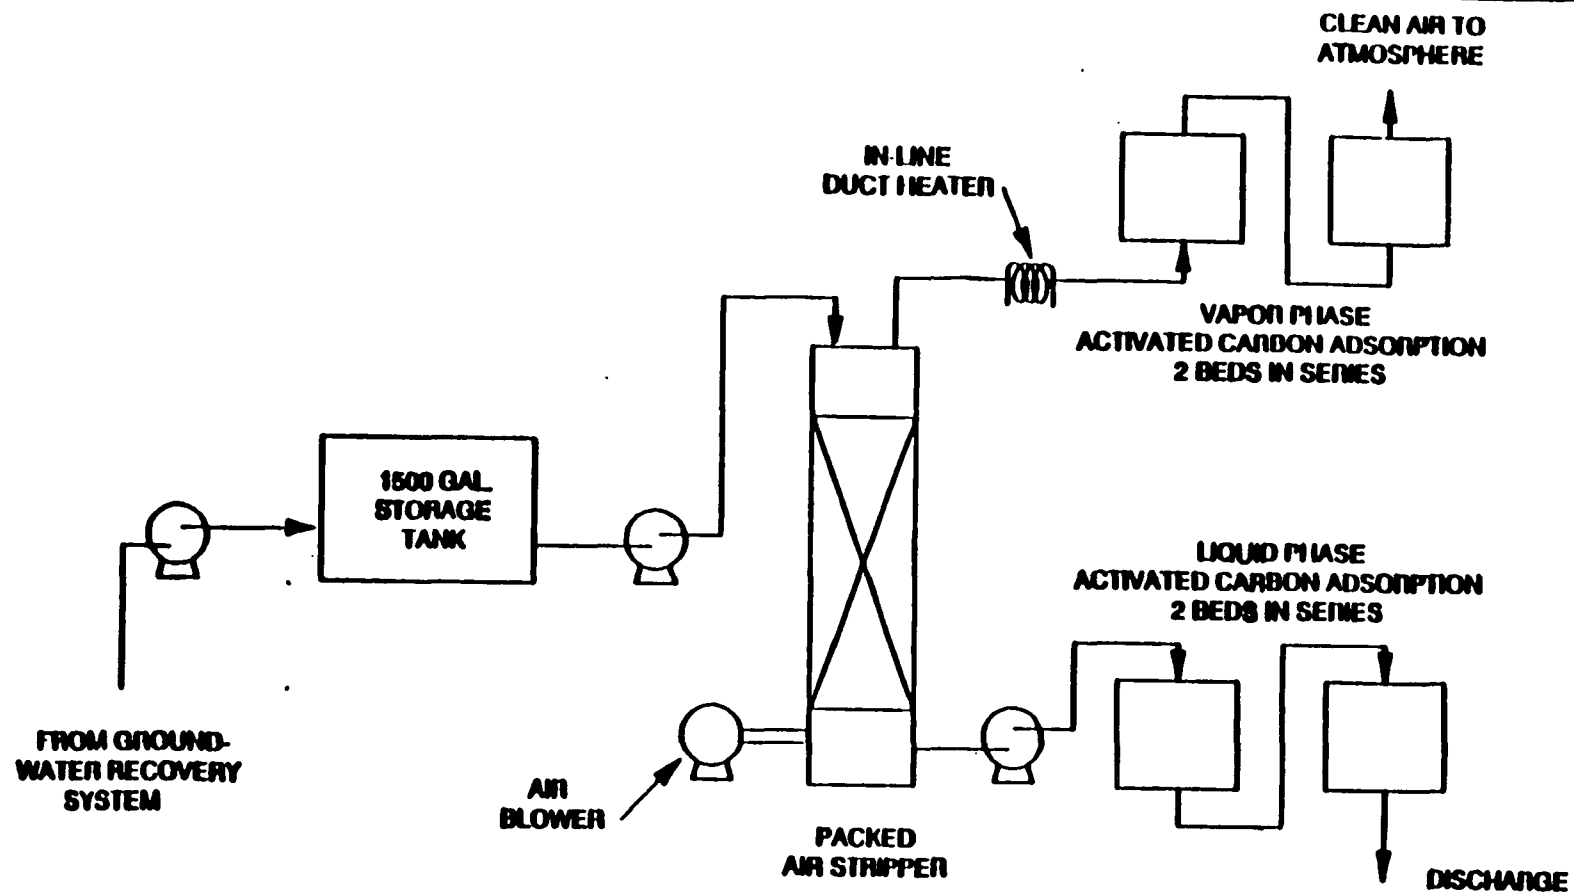 CLEAN AIR TO
ATMOSPHERE
IN-LINE
DUCT HEATER
VAPOR PHASE
ACTIVATED CARBON ADSORPTION
2 BEDS IN SERIES
1500 GAL.
STORAGE
TANK
LIQUID PHASE
ACTIVATED CARBON ADSORPTION
2 BEDS IN SERIES
FROM GROUND-
WATER RECOVERY
SYSTEM
AIR
BLOWER
PACKED
AIR STRIPPER
DISCHARGE